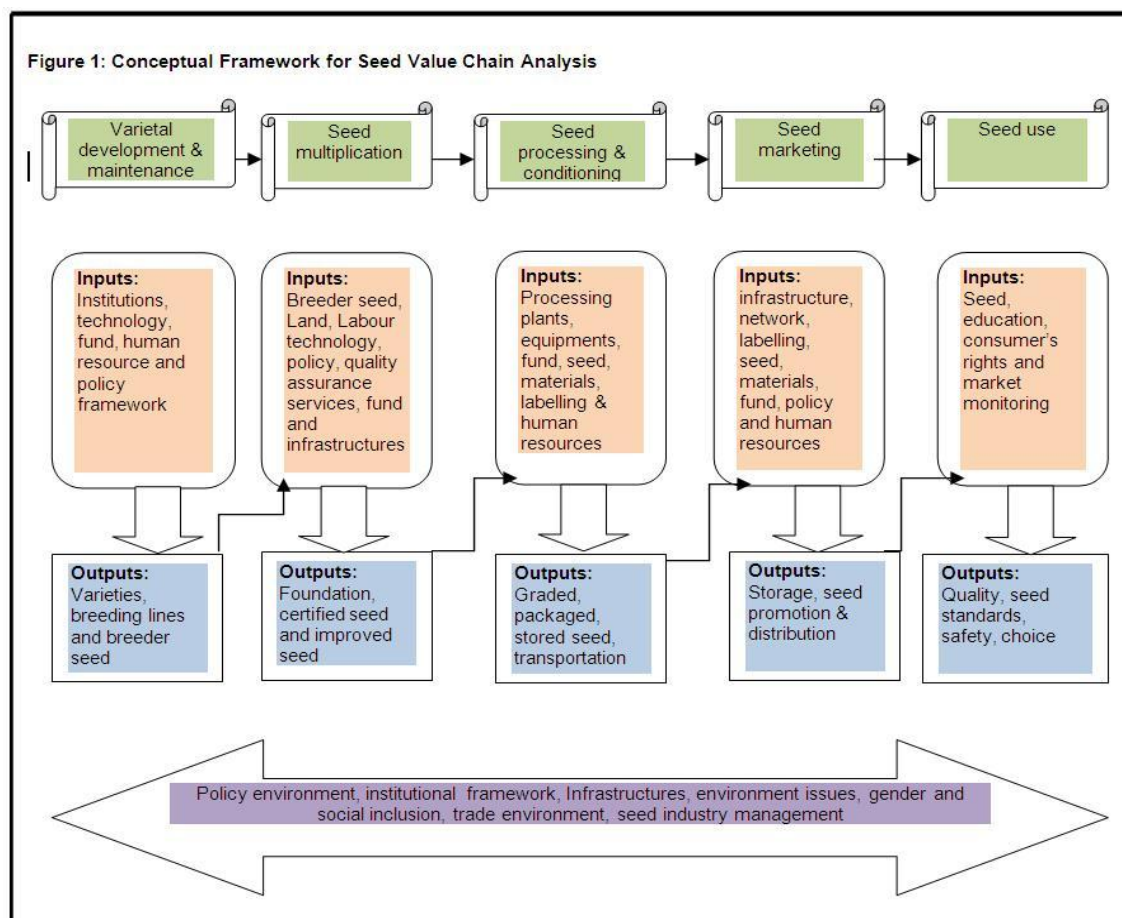 Figure 1: Conceptual Framework for Seed Value Chain Analysis
Varietal
development &
maintenance
Seed
multiplication
Seed
processing &
conditioning
Seed
marketing
Seed use
Inputs:
Institutions,
technology,
fund, human
resource and
policy
framework
Inputs:
Breeder seed,
Land, Labour
technology,
policy, quality
assurance
services, fund
and
infrastructures
Inputs:
Processing
plants,
equipments,
fund, seed,
materials,
labelling &
human
resources
Inputs:
infrastructure,
network,
labelling,
seed,
materials,
fund, policy
and human
resources
Inputs:
Seed,
education,
consumer's
rights and
market
monitoring
Outputs:
Varieties,
breeding lines
and breeder
seed
Outputs:
Foundation,
certified seed
and improved
seed
Outputs:
Graded,
packaged,
stored seed,
transportation
Outputs:
Storage, seed
promotion &
distribution
Outputs:
Quality, seed
standards,
safety, choice
Policy environment, institutional framework, Infrastructures, environment issues, gender and
social inclusion, trade environment, seed industry management